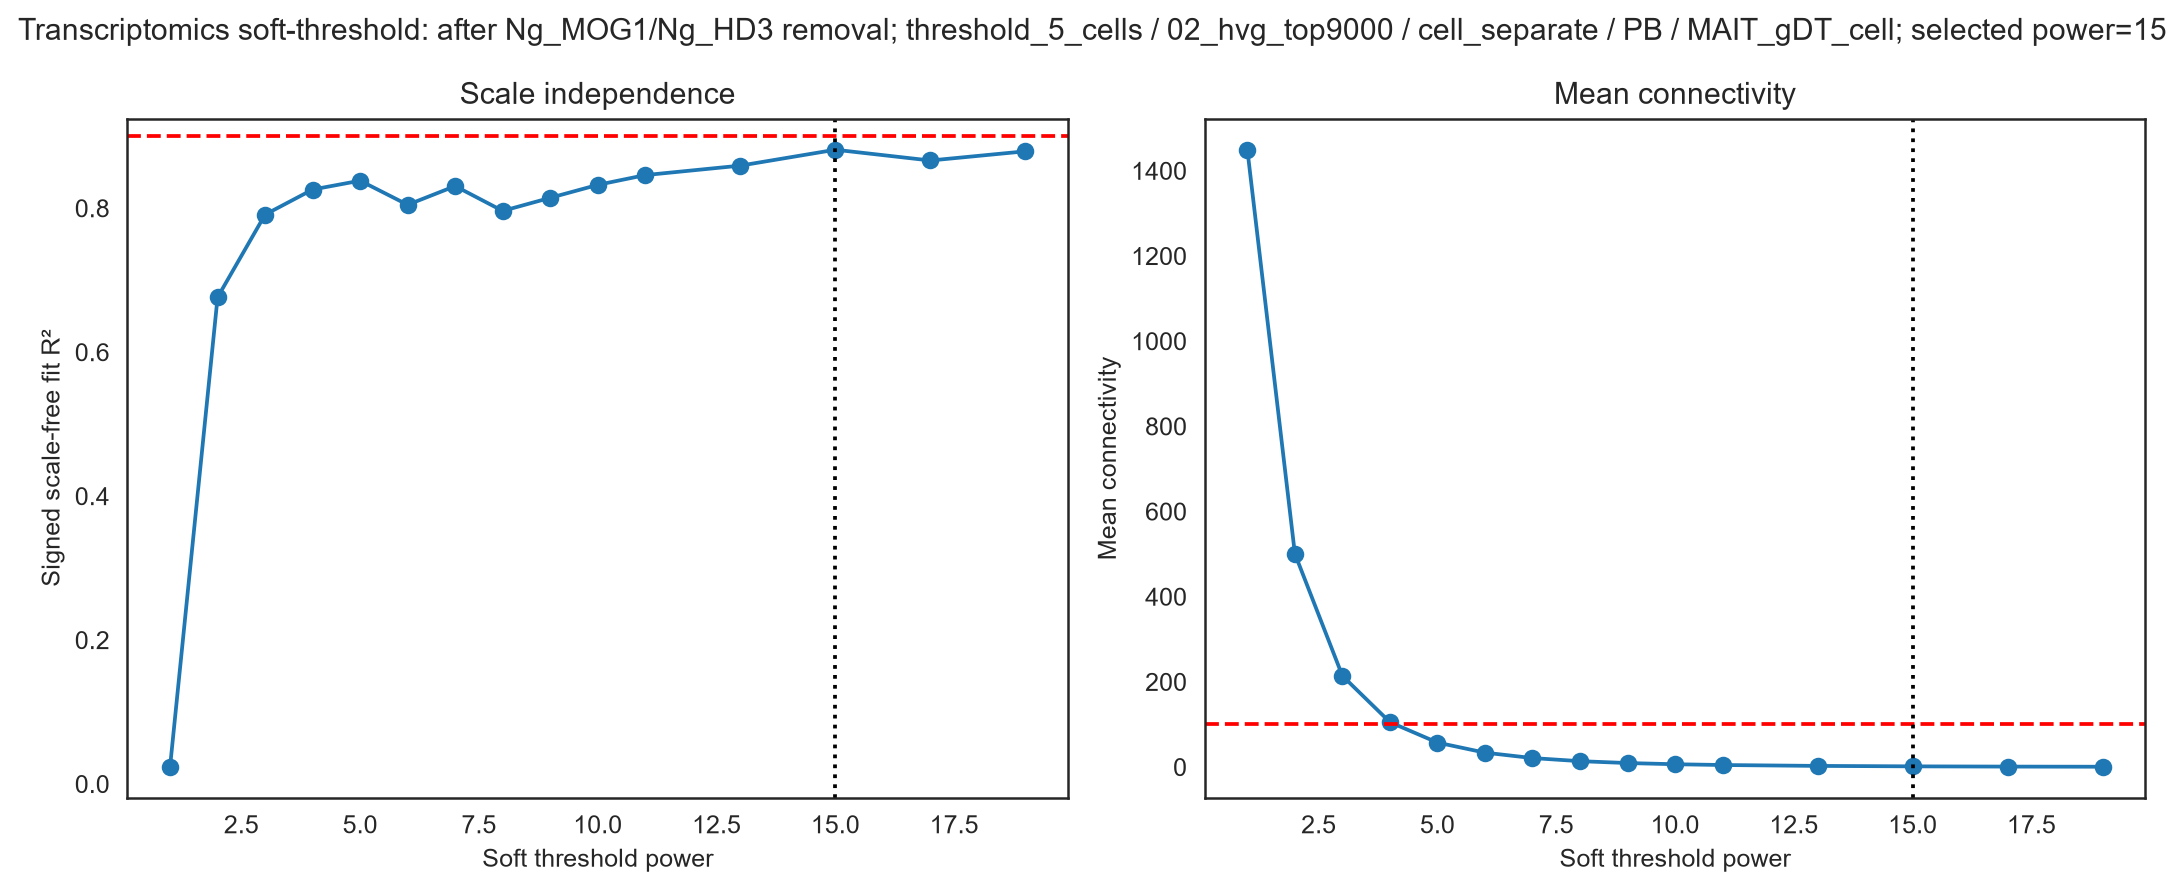 Transcriptomics soft-threshold: after Ng_MOG1/Ng_HD3 removal; threshold_5_cells / 02_hvg_top9000 / cell_separate / PB / MAIT_gDT_cell; selected power=15
Scale independence
Signed scale-free fit R²
0.8
0.6
0.4
0.2
0.0
2.5 5.0 7.5 10.0 12.5 15.0 17.5
Soft threshold power
Mean connectivity
Mean connectivity
1400
1200
1000
800
600
400
200
0
2.5 5.0 7.5 10.0 12.5 15.0 17.5
Soft threshold power